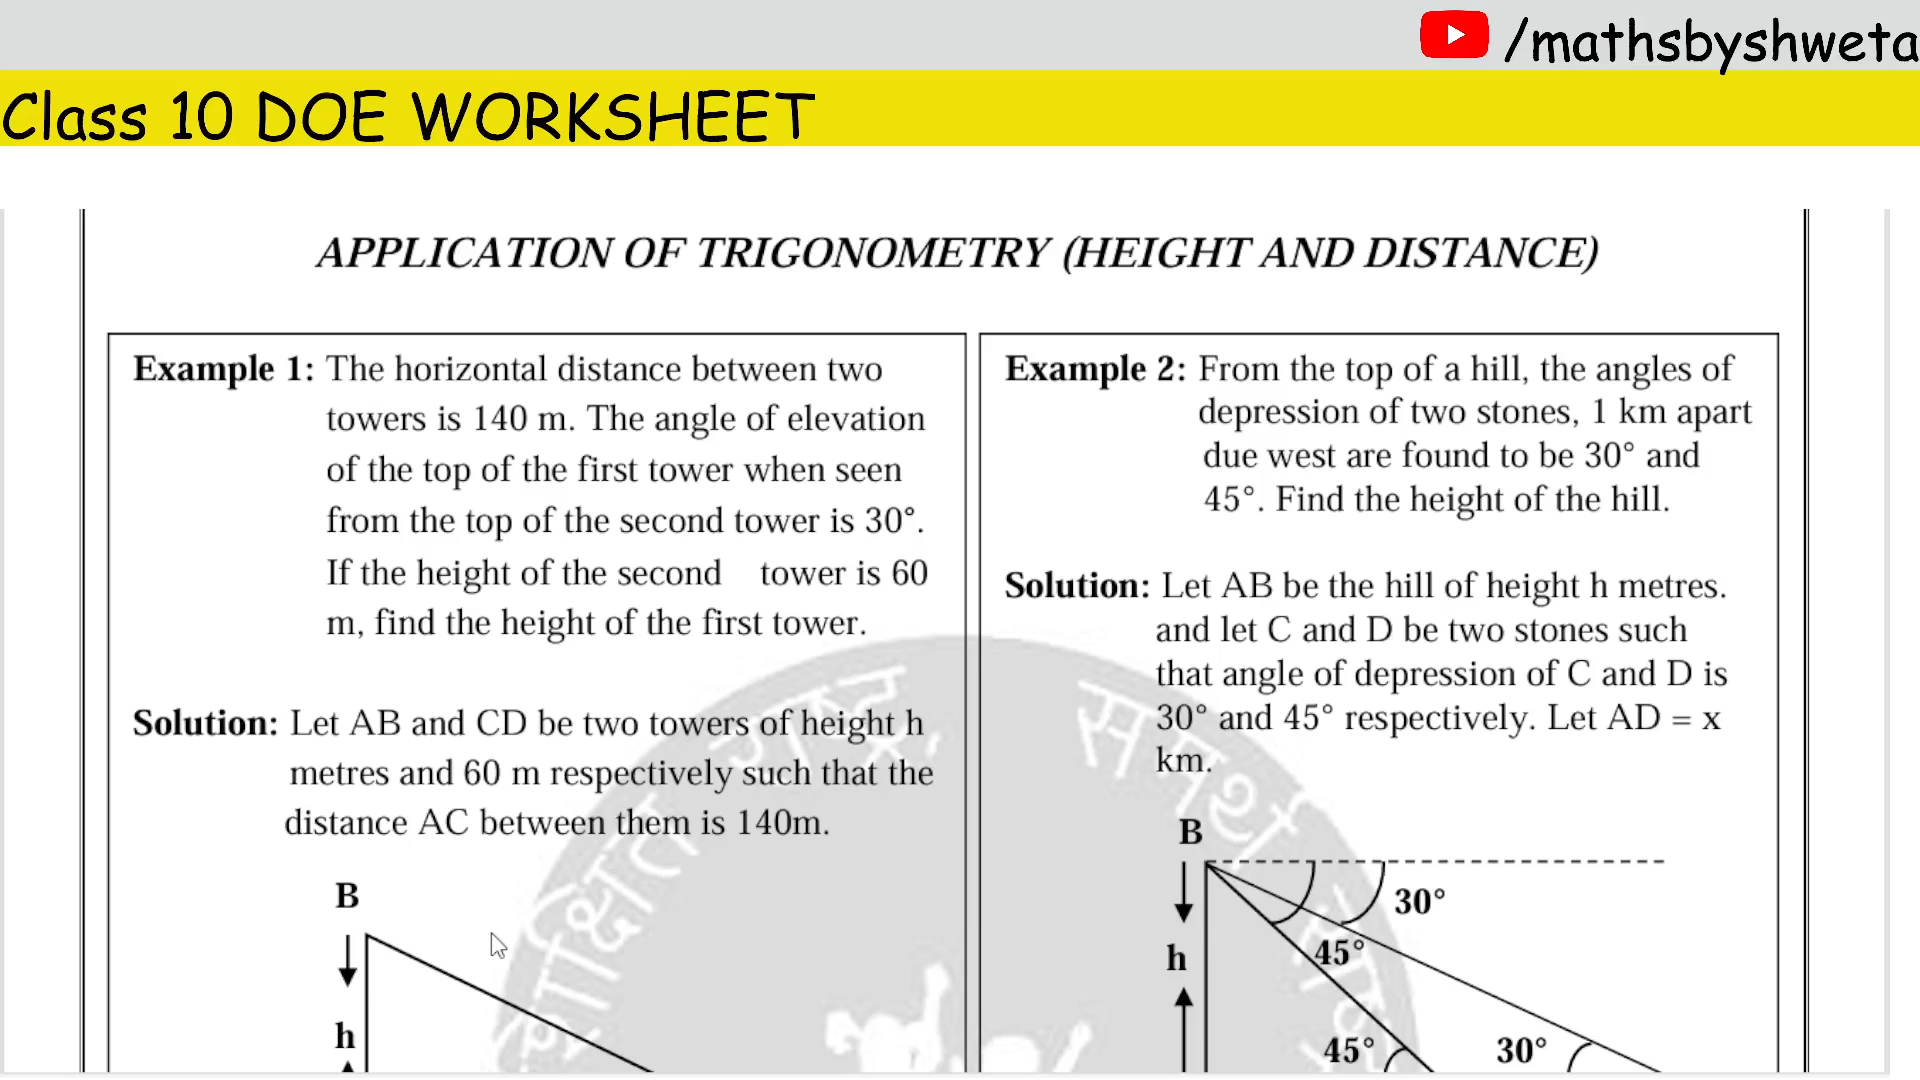 /mathsbyshweta
Class 10 DOE WORKSHEET
APPLICATION OF TRIGONOMETRY (HEIGHT AND DISTANCE)
Example 1: The horizontal distance between two
towers is 140 m. The angle of elevation
of the top of the first tower when seen
from the top of the second tower is 30°.
If the height of the second tower is 60
m, find the height of the first tower.
Solution: Let AB and CD be two towers of height h
metres and 60 m respectively such that the
distance AC between them is 140m.
B
h
Example 2: From the top of a hill, the angles of
depression of two stones, 1 km apart
due west are found to be 30° and
45°. Find the height of the hill.
Solution: Let AB be the hill of height h metres.
and let C and D be two stones such
that angle of depression of C and D is
30° and 45° respectively. Let AD = x
km.
B
30°
45°
h
45°
30°
समर्थ